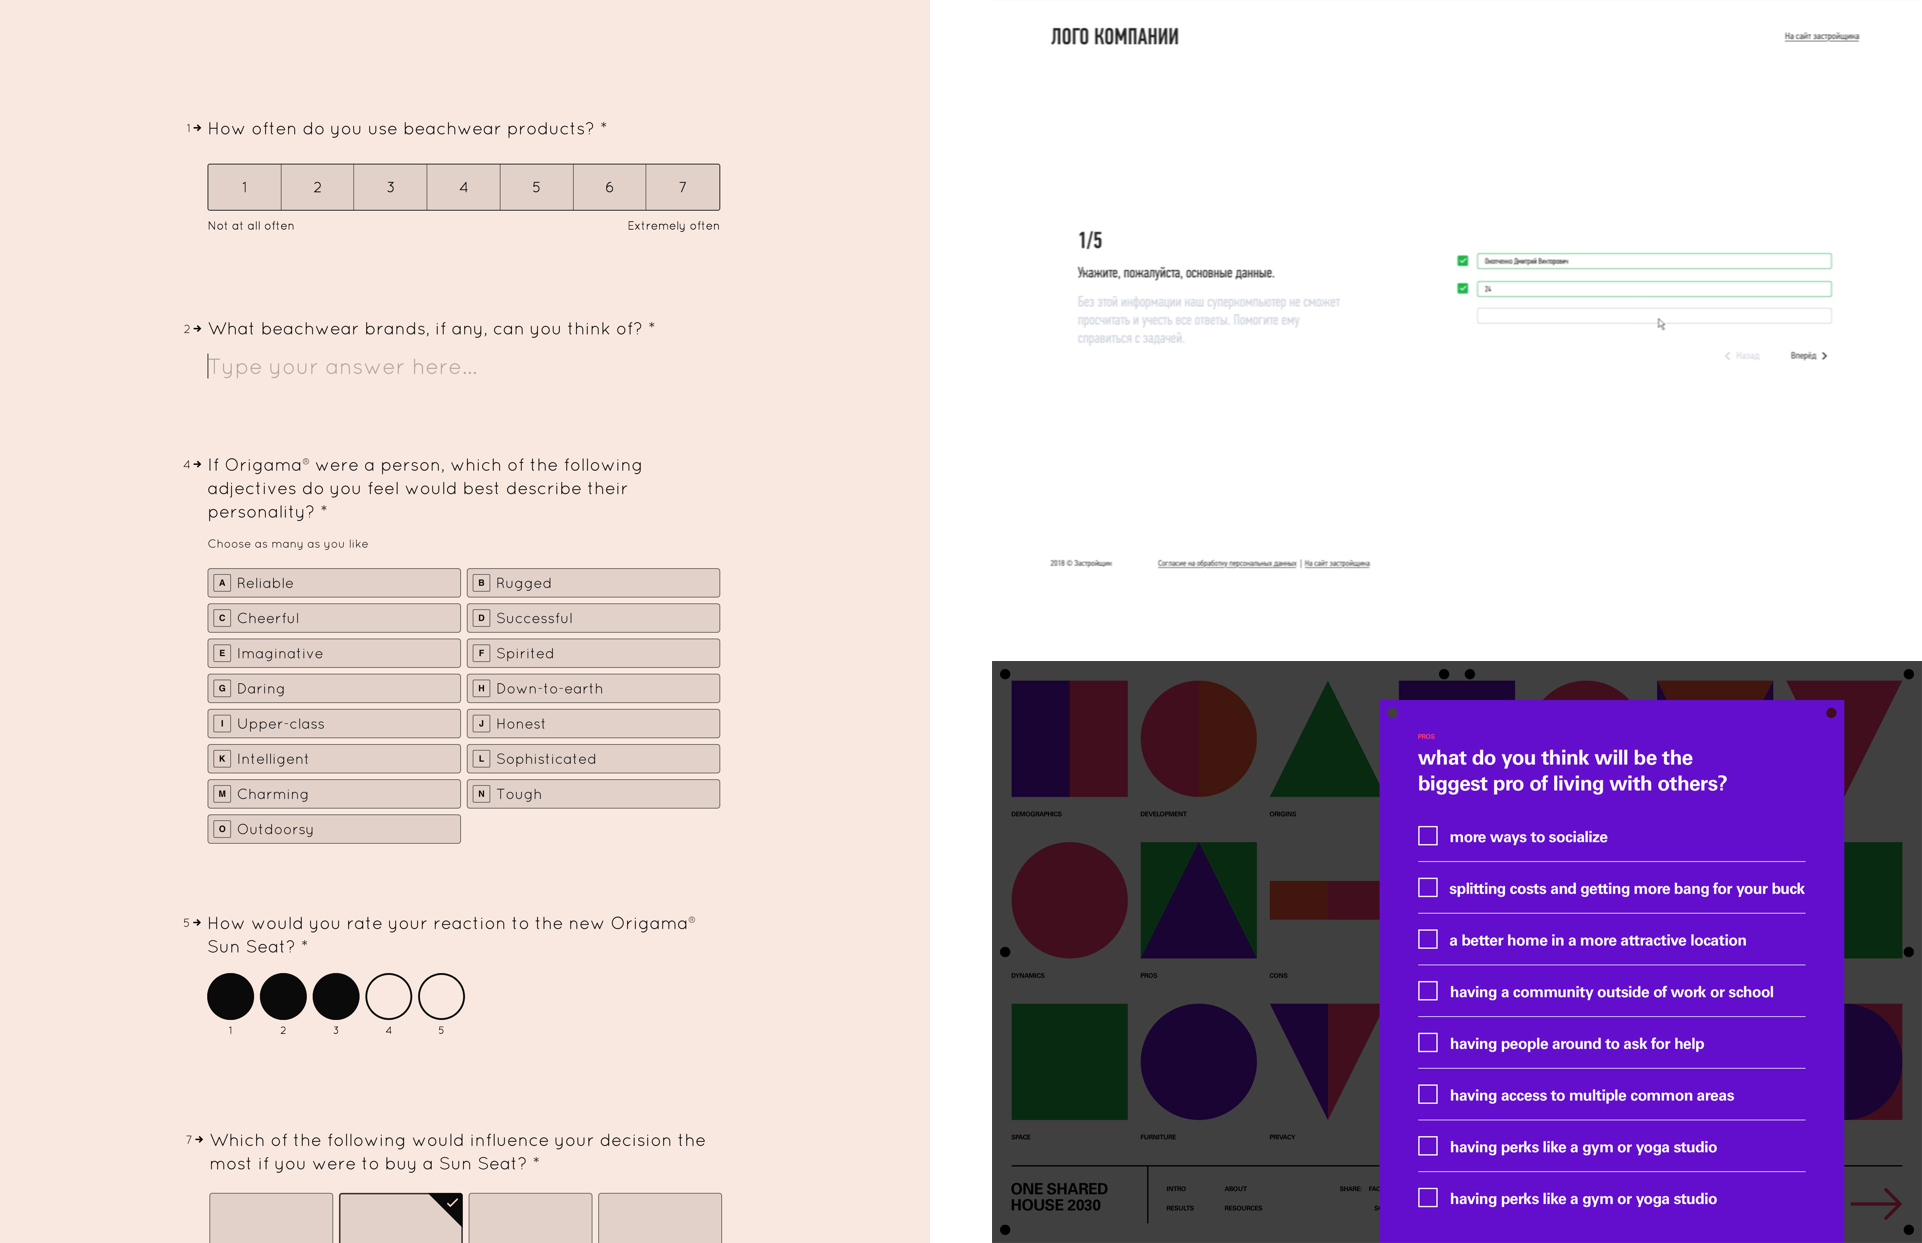 1→ How often do you use beachwear products? *
1 2 3 4 5 6 7
Not at all often Extremely often
2→ What beachwear brands, if any, can you think of? *
Type your answer here...
4→ If Origama® were a person, which of the following
adjectives do you feel would best describe their
personality? *
Choose as many as you like
A Reliable
B Rugged
C Cheerful
D Successful
E Imaginative
F Spirited
G Daring
H Down-to-earth
I Upper-class
J Honest
K Intelligent
L Sophisticated
M Charming
N Tough
O Outdoorsy
5→ How would you rate your reaction to the new Origama®
Sun Seat? *
1 2 3 4 5
7→ Which of the following would influence your decision the
most if you were to buy a Sun Seat? *
ЛОГО КОМПАНИИ
На сайт застройщика
1/5
Укажите, пожалуйста, основные данные.
Без этой информации наш суперкомпьютер не сможет
просчитать и учесть все ответы. Помогите ему
справиться с задачей.
Дмитрий Викторович
24
Назад
Вперёд
2018 © Застройщик
Согласие на обработку персональных данных | На сайт застройщика
DEMOGRAPHICS
DEVELOPMENT
ORIGINS
DYNAMICS
PROS
CONS
SPACE
FURNITURE
PRIVACY
ONE SHARED
HOUSE 2030
INTRO
ABOUT
SHARE:
RESULTS
RESOURCES
PROS
what do you think will be the
biggest pro of living with others?
more ways to socialize
splitting costs and getting more bang for your buck
a better home in a more attractive location
having a community outside of work or school
having people around to ask for help
having access to multiple common areas
having perks like a gym or yoga studio
having perks like a gym or yoga studio